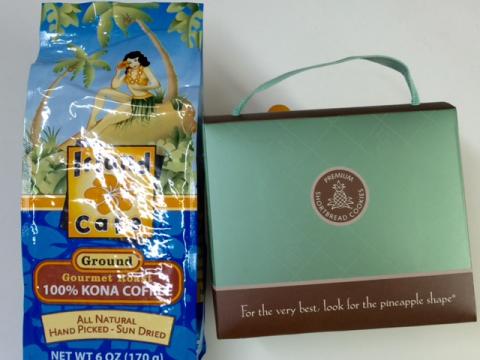 Island
Café
Ground
Gourmet Roast
100% KONA COFFEE
ALL NATURAL
HAND PICKED - SUN DRIED
NET WT 6 OZ (170 g)
PREMIUM
SHORTBREAD COOKIES
For the very best, look for the pineapple shape®